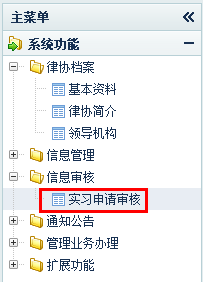 主菜单
系统功能
律协档案
基本资料
律协简介
领导机构
信息管理
信息审核
实习申请审核
通知公告
管理业务办理
扩展功能